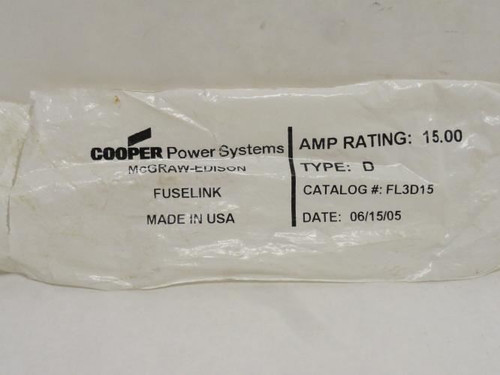 COOPER Power Systems
McGRAW-EDISON
FUSELINK
MADE IN USA
AMP RATING: 15.00
TYPE: D
CATALOG #: FL3D15
DATE: 06/15/05